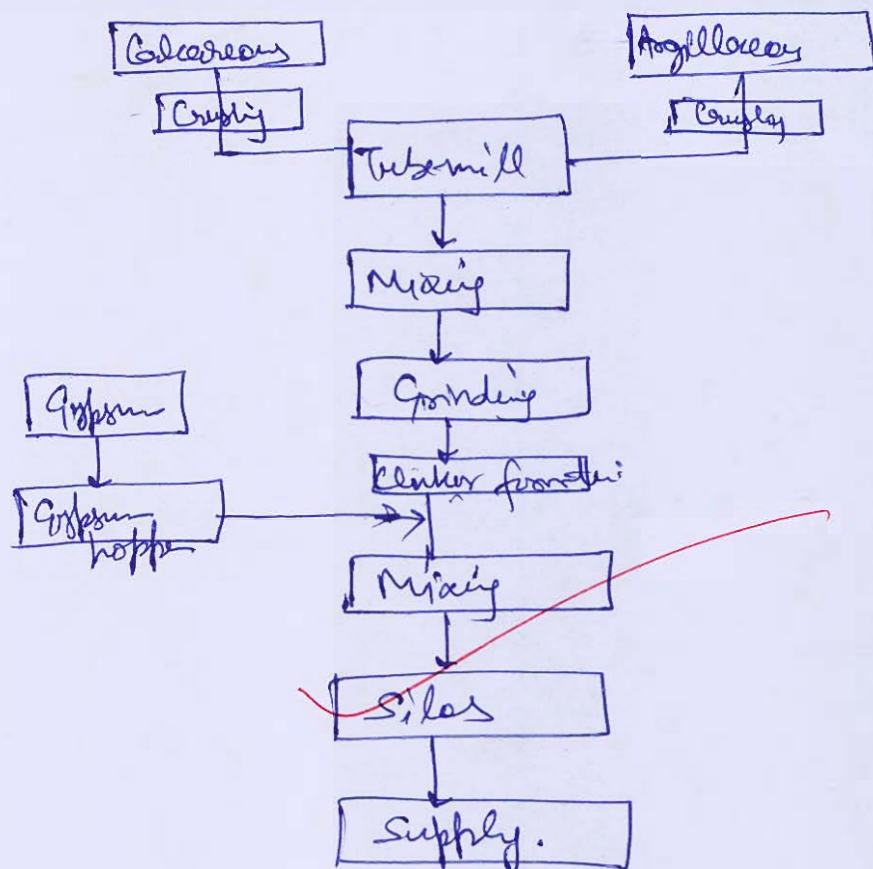 Calcareous
Argillaceous
Crushing
Crushing
Tubemill
Mixing
Grinding
Gypsum
Clinker formation
Gypsum
hopper
Mixing
Silos
Supply.